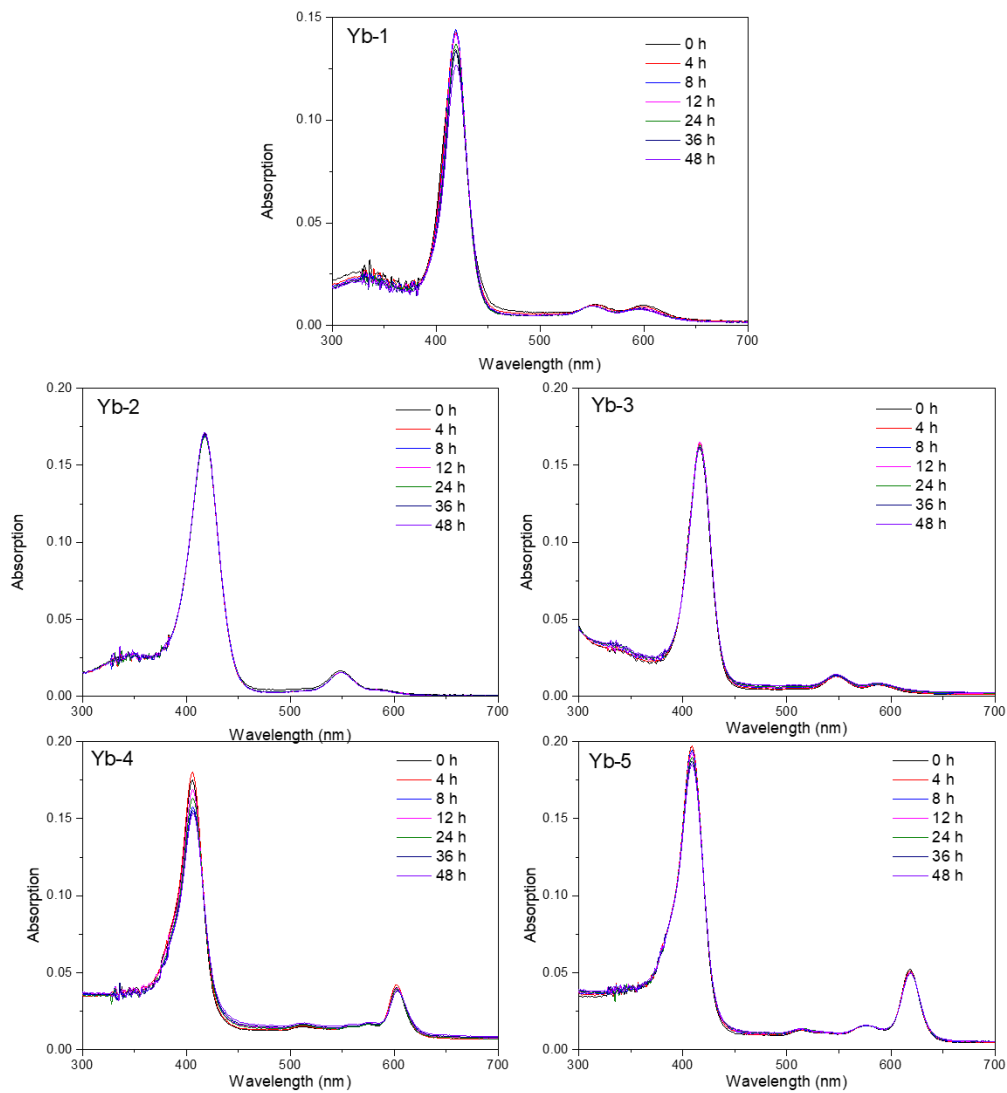 Yb-1
0 h
4 h
8 h
12 h
24 h
36 h
48 h
0.15
0.10
0.05
0.00
Absorption
300 400 500 600 700
Wavelength (nm)
Yb-2
0 h
4 h
8 h
12 h
24 h
36 h
48 h
0.20
0.15
0.10
0.05
0.00
Absorption
300 400 500 600 700
Wavelength (nm)
Yb-3
0 h
4 h
8 h
12 h
24 h
36 h
48 h
0.20
0.15
0.10
0.05
0.00
Absorption
300 400 500 600 700
Wavelength (nm)
Yb-4
0 h
4 h
8 h
12 h
24 h
36 h
48 h
0.20
0.15
0.10
0.05
0.00
Absorption
300 400 500 600 700
Wavelength (nm)
Yb-5
0 h
4 h
8 h
12 h
24 h
36 h
48 h
0.20
0.15
0.10
0.05
0.00
Absorption
300 400 500 600 700
Wavelength (nm)